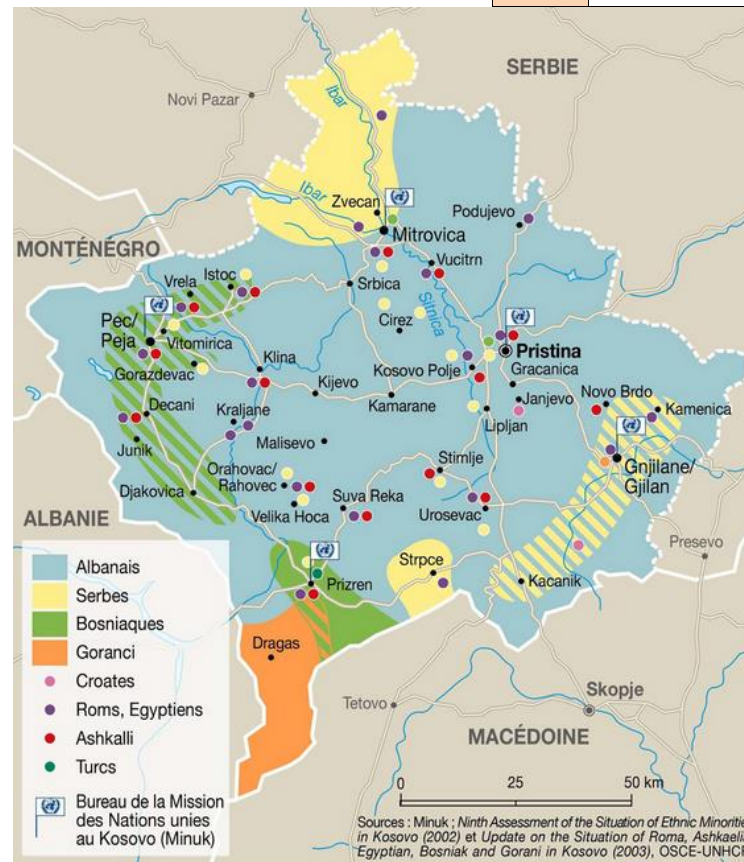 SERBIE
Novi Pazar
Ibar
Ibar
Zvecan
Podujevo
Mitrovica
MONTÉNÉGRO
Vrela
Istoc
Vucitrn
Srbica
Pec/
Peja
Vitomirica
Cirez
Sitnica
Pristina
Gorazdevac
Klina
Kosovo Polje
Gracanica
Kijevo
Kamarane
Janjevo
Novo Brdo
Kamenica
Decani
Kraljane
Lipljan
Junik
Malisevo
Gnjilane/
Gjilan
Orahovac/
Rahovec
Stimlje
Djakovica
Suva Reka
Velika Hoca
Urosevac
ALBANIE
Presevo
Strpce
Prizren
Kacanik
Dragas
Tetovo
Skopje
MACÉDOINE
Albanais
Serbes
Bosniaques
Goranci
Croates
Roms, Egyptiens
Ashkalli
Turcs
Bureau de la Mission
des Nations unies
au Kosovo (Minuk)
0 25 50 km
Sources : Minuk ; Ninth Assessment of the Situation of Ethnic Minoritie
in Kosovo (2002) et Update on the Situation of Roma, Ashkaelia
Egyptian, Bosniak and Gorani in Kosovo (2003), OSCE-UNHCR